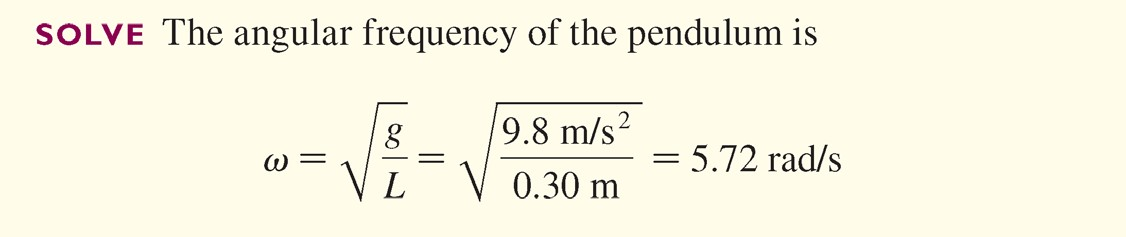 SOLVE The angular frequency of the pendulum is
ω = √(g/L) = √(9.8 m/s²/0.30 m) = 5.72 rad/s